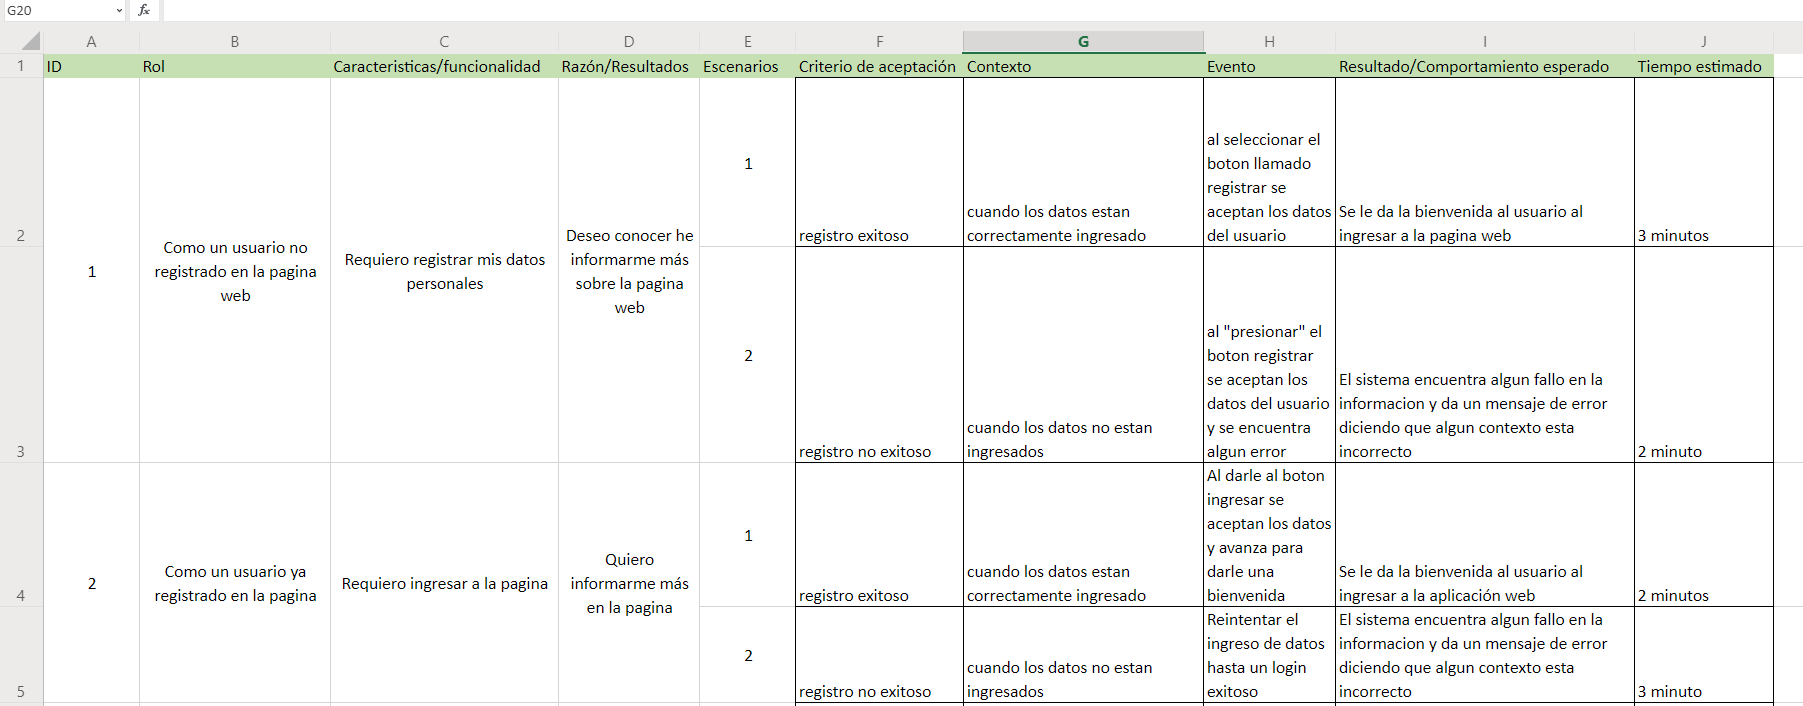 G20
fx
A B C D E F G H I J
1 ID Rol Caracteristicas/funcionalidad Razón/Resultados Escenarios Criterio de aceptación Contexto Evento Resultado/Comportamiento esperado Tiempo estimado
2
1
Como un usuario no
registrado en la pagina
web
Requiero registrar mis datos
personales
Deseo conocer he
informarme más
sobre la pagina
web
1
registro exitoso
cuando los datos estan
correctamente ingresado
al seleccionar el
boton llamado
registrar se
aceptan los datos
del usuario
Se le da la bienvenida al usuario al
ingresar a la pagina web
3 minutos
3
2
registro no exitoso
cuando los datos no estan
ingresados
al "presionar" el
boton registrar
se aceptan los
datos del usuario
y se encuentra
algun error
El sistema encuentra algun fallo en la
informacion y da un mensaje de error
diciendo que algun contexto esta
incorrecto
2 minuto
4
2
Como un usuario ya
registrado en la pagina
Requiero ingresar a la pagina
Quiero
informarme más
en la pagina
1
registro exitoso
cuando los datos estan
correctamente ingresado
Al darle al boton
ingresar se
aceptan los datos
y avanza para
darle una
bienvenida
Se le da la bienvenida al usuario al
ingresar a la aplicación web
2 minutos
5
2
registro no exitoso
cuando los datos no estan
ingresados
Reintentar el
ingreso de datos
hasta un login
exitoso
El sistema encuentra algun fallo en la
informacion y da un mensaje de error
diciendo que algun contexto esta
incorrecto
3 minuto